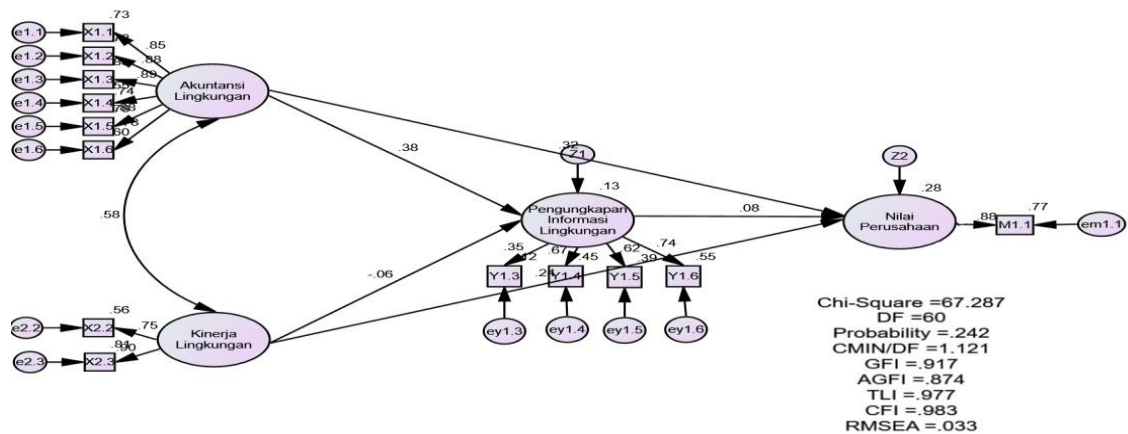 .73
e1.1
X1.1
.85
e1.2
X1.2
.88
e1.3
X1.3
.89
e1.4
X1.4
.74
e1.5
X1.5
e1.6
X1.6
.60
Akuntansi
Lingkungan
.58
.38
.32
Z1
.13
Pengungkapan
Informasi
Lingkungan
.08
Z2
.28
Nilai
Perusahaan
.88
.77
M1.1
em1.1
-.06
.24
.39
.35
.67
.45
.62
.74
.55
Y1.3
Y1.4
Y1.5
Y1.6
ey1.3
ey1.4
ey1.5
ey1.6
.56
e2.2
X2.2
.75
.81
e2.3
X2.3
.90
Kinerja
Lingkungan
Chi-Square =67.287
DF =60
Probability =.242
CMIN/DF =1.121
GFI =.917
AGFI =.874
TLI =.977
CFI =.983
RMSEA =.033